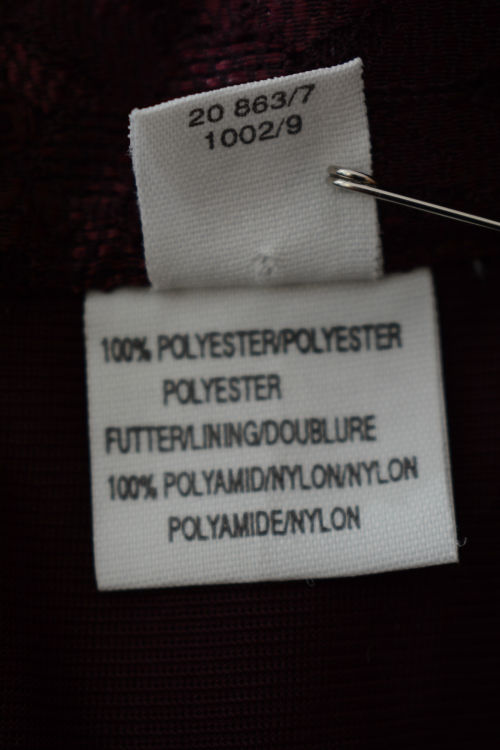 20 863/7
1002/9
100% POLYESTER/POLYESTER
POLYESTER
FUTTER/LINING/DOUBLURE
100% POLYAMID/NYLON/NYLON
POLYAMIDE/NYLON